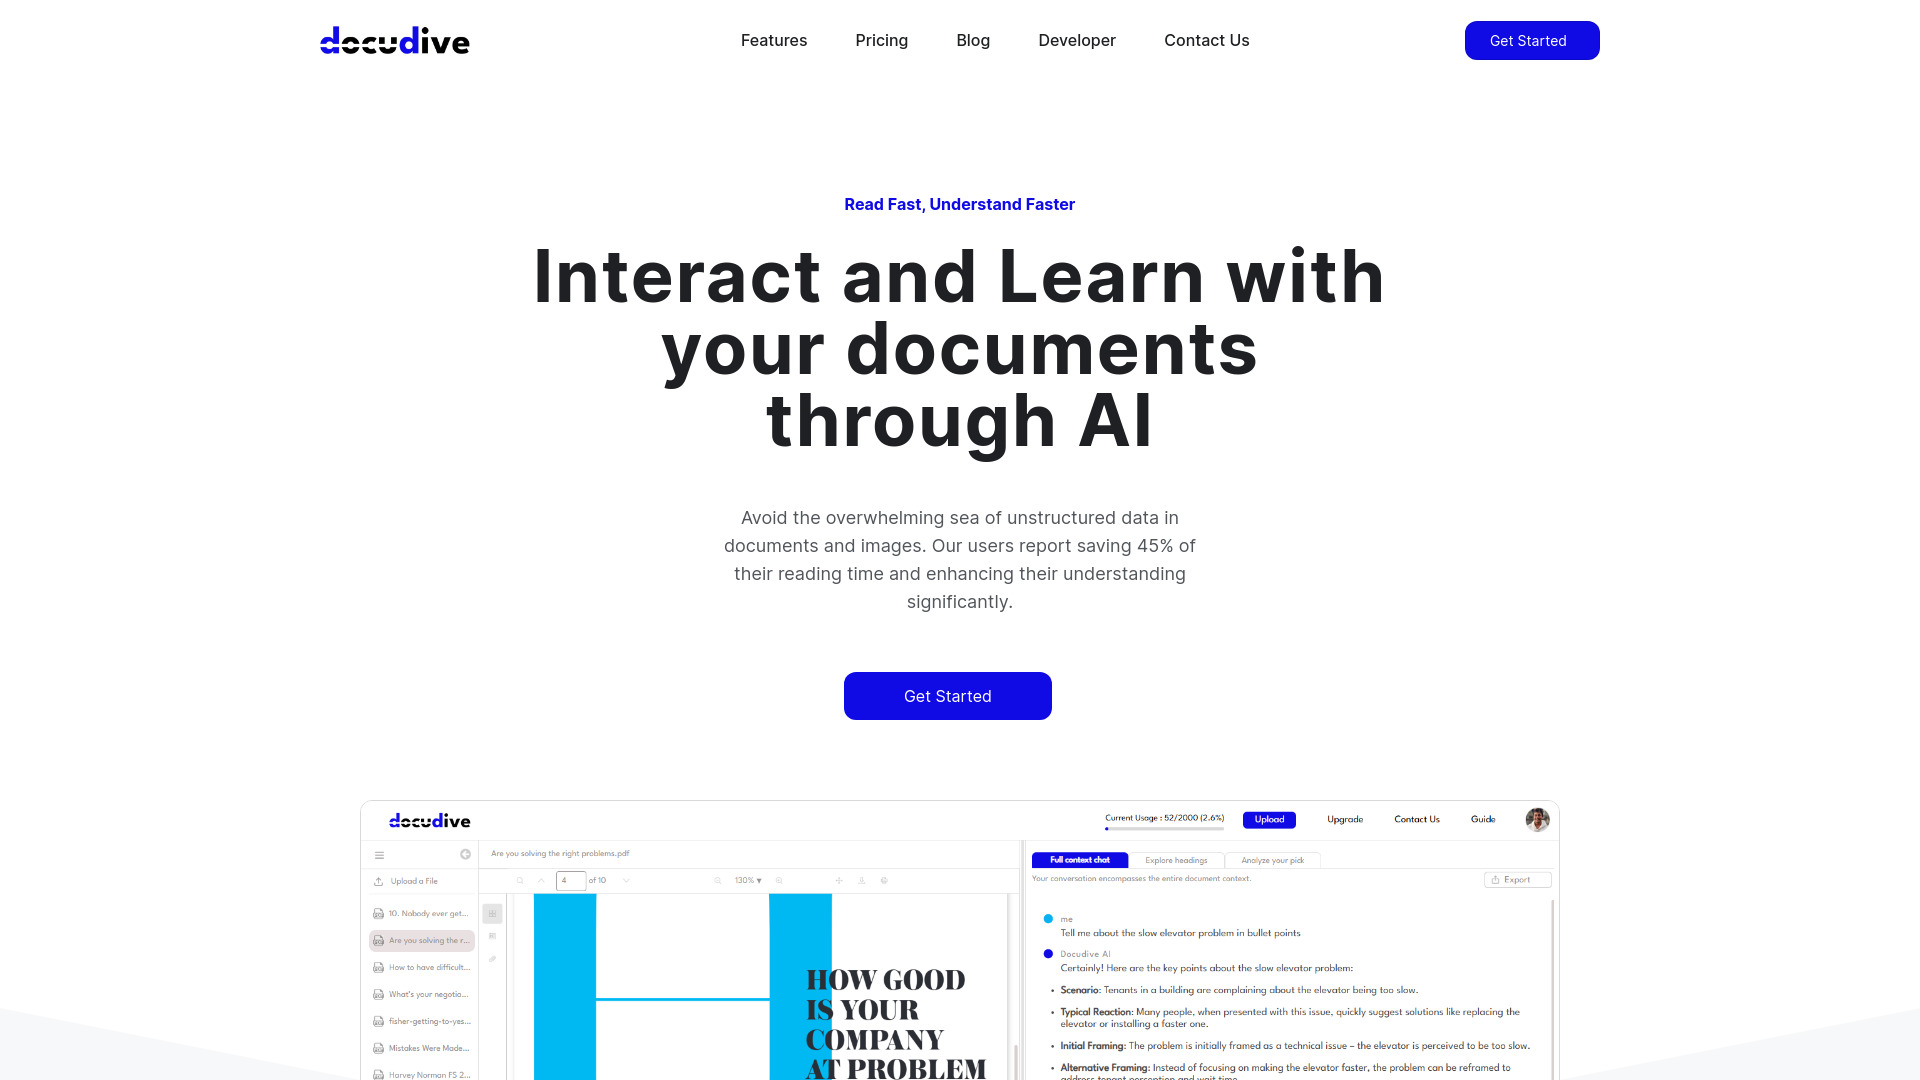 docudive
Features Pricing Blog Developer Contact Us
Get Started
Read Fast, Understand Faster
Interact and Learn with
your documents
through AI
Avoid the overwhelming sea of unstructured data in
documents and images. Our users report saving 45% of
their reading time and enhancing their understanding
significantly.
Get Started
docudive
Current Usage : 52/2000 (2.6%)
Upload
Upgrade
Contact Us
Guide
Upload a File
10. Nobody ever get...
Are you solving the r...
How to have difficult...
What's your negotio...
fisher-getting-to-yes...
Mistakes Were Made...
Harvey Norman FS 2...
Are you solving the right problems.pdf
4 of 10
130%
HOW GOOD
IS YOUR
COMPANY
AT PROBLEM
Full context chat
Explore headings
Analyze your pick
Your conversation encompasses the entire document context.
Export
me
Tell me about the slow elevator problem in bullet points
Docudive AI
Certainly! Here are the key points about the slow elevator problem:
• Scenario: Tenants in a building are complaining about the elevator being too slow.
• Typical Reaction: Many people, when presented with this issue, quickly suggest solutions like replacing the
elevator or installing a faster one.
• Initial Framing: The problem is initially framed as a technical issue – the elevator is perceived to be too slow.
• Alternative Framing: Instead of focusing on making the elevator faster, the problem can be reframed to
address tenant perception and wait time.